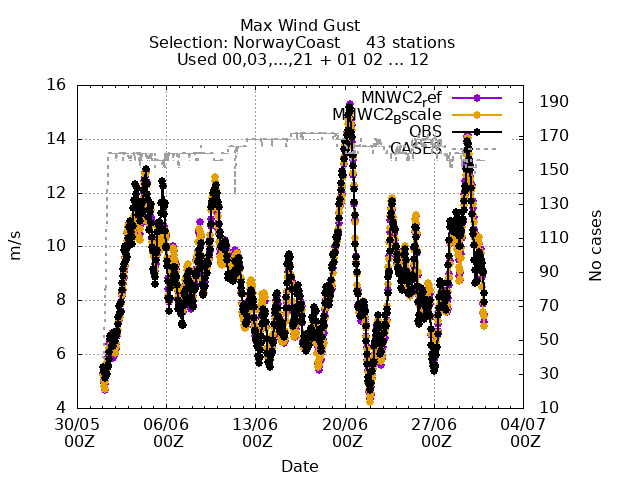 Max Wind Gust
Selection: NorwayCoast 43 stations
Used 00,03,...,21 + 01 02 ... 12
16
14
12
10
8
6
4
m/s
190
170
150
130
110
90
70
50
30
10
No cases
MNWC2ref
MNWC2Bscale
OBS
CASES
30/05 06/06 13/06 20/06 27/06 04/07
00Z 00Z 00Z 00Z 00Z 00Z
Date